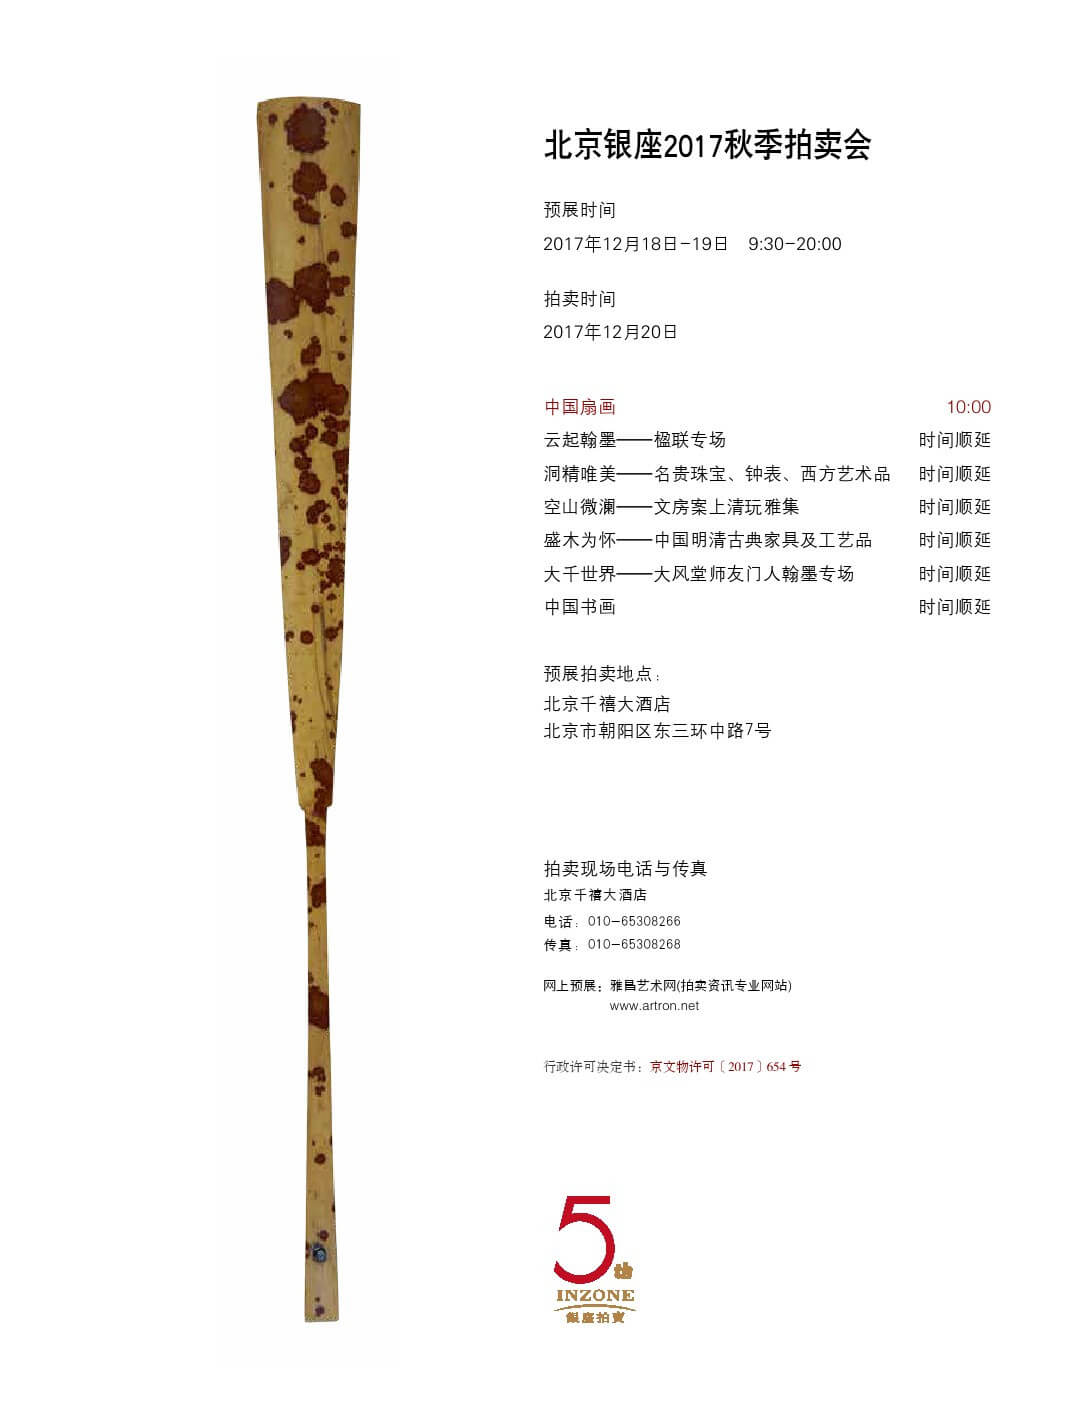 北京银座2017秋季拍卖会
预展时间
2017年12月18日-19日 9:30-20:00
拍卖时间
2017年12月20日
中国扇画 10:00
云起翰墨——楹联专场 时间顺延
洞精唯美——名贵珠宝、钟表、西方艺术品 时间顺延
空山微澜——文房案上清玩雅集 时间顺延
盛木为怀——中国明清古典家具及工艺品 时间顺延
大千世界——大风堂师友门人翰墨专场 时间顺延
中国书画 时间顺延
预展拍卖地点：
北京千禧大酒店
北京市朝阳区东三环中路7号
拍卖现场电话与传真
北京千禧大酒店
电话：010-65308266
传真：010-65308268
网上预展：雅昌艺术网(拍卖资讯专业网站)
www.artron.net
行政许可决定书：京文物许可〔2017〕654 号
5th
INZONE
銀座拍賣